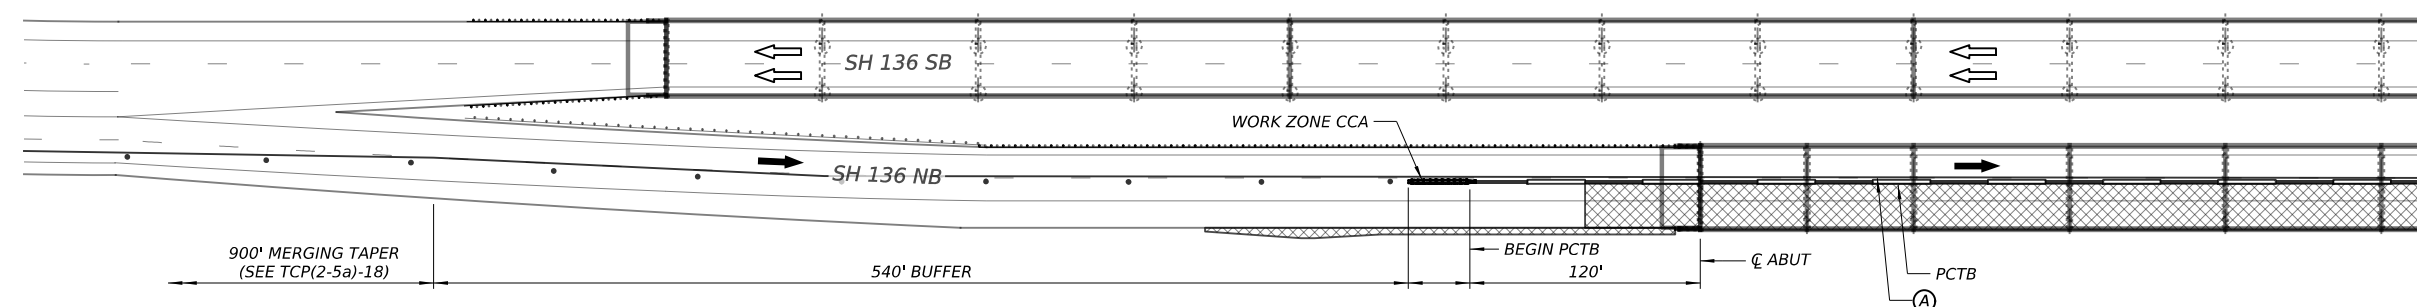 SH 136 SB
WORK ZONE CCA
SH 136 NB
900' MERGING TAPER
(SEE TCP(2-5a)-18)
540' BUFFER
BEGIN PCTB
120'
℄ ABUT
PCTB
A